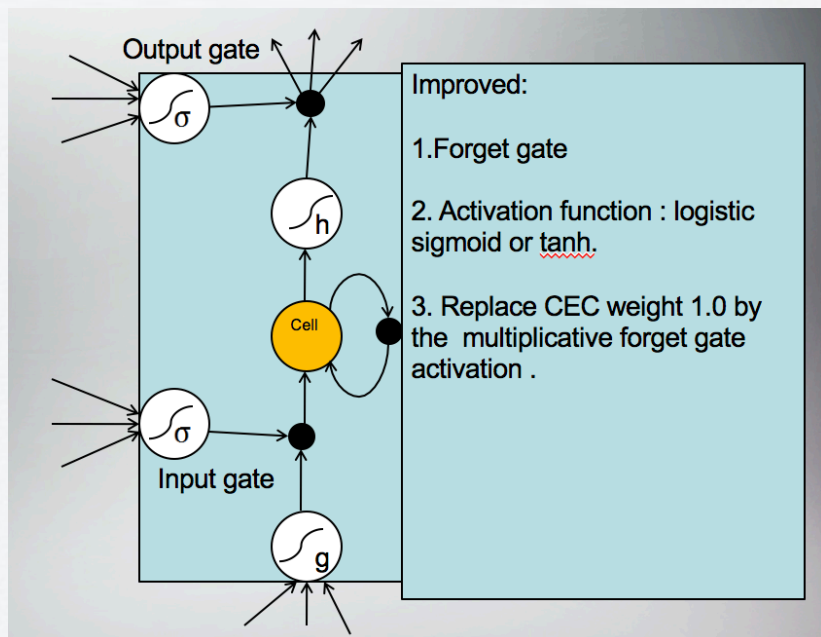 Output gate
σ
h
Cell
σ
Input gate
g
Improved:
1.Forget gate
2. Activation function : logistic
sigmoid or tanh.
3. Replace CEC weight 1.0 by
the  multiplicative forget gate
activation .